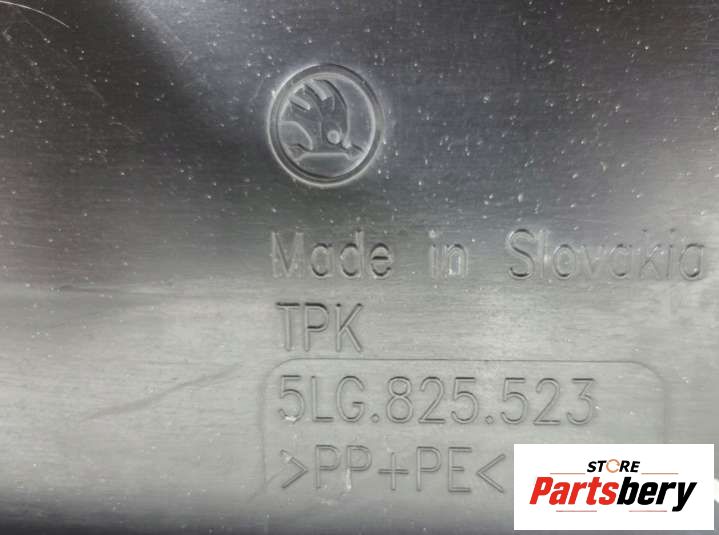 Made in Slovakia
TPK
5LG.825.523
>PP+PE<
STORE
Partsbery